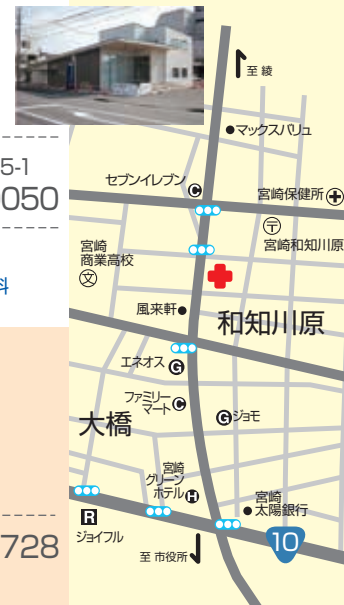 至 綾
マックスバリュ
5-1
050
セブンイレブン
C
宮崎保健所
〒
宮崎和知川原
宮崎
商業高校
文
科
風来軒
和知川原
エネオス
G
ファミリー
マート
C
G
ジョモ
大橋
宮崎
グリーン
ホテル
H
宮崎
太陽銀行
R
ジョイフル
728
至 市役所
10